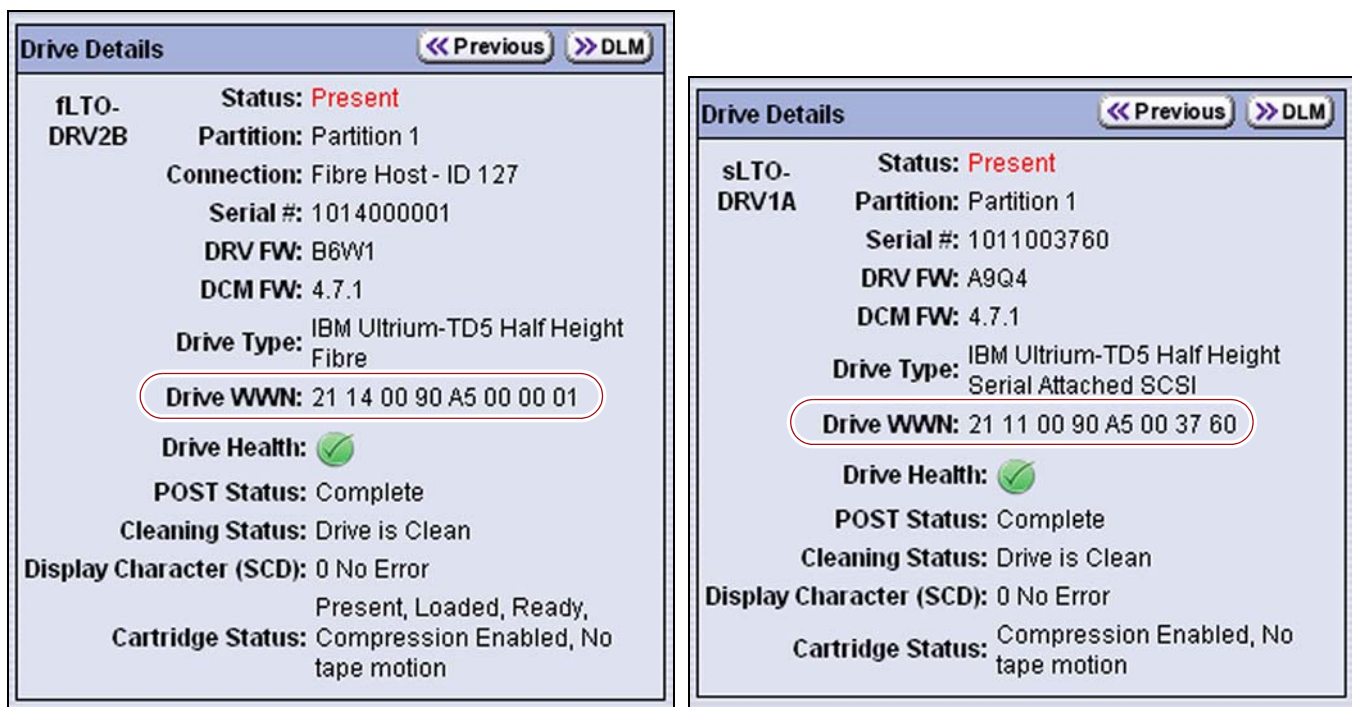 Drive Details
Previous
DLM
fLTO-
DRV2B
Status: Present
Partition: Partition 1
Connection: Fibre Host - ID 127
Serial #: 1014000001
DRV FW: B6W1
DCM FW: 4.7.1
Drive Type: IBM Ultrium-TD5 Half Height
Fibre
Drive WWN: 21 14 00 90 A5 00 00 01
Drive Health:
POST Status: Complete
Cleaning Status: Drive is Clean
Display Character (SCD): 0 No Error
Cartridge Status: Present, Loaded, Ready,
Compression Enabled, No
tape motion
Drive Details
Previous
DLM
sLTO-
DRV1A
Status: Present
Partition: Partition 1
Serial #: 1011003760
DRV FW: A9Q4
DCM FW: 4.7.1
Drive Type: IBM Ultrium-TD5 Half Height
Serial Attached SCSI
Drive WWN: 21 11 00 90 A5 00 37 60
Drive Health:
POST Status: Complete
Cleaning Status: Drive is Clean
Display Character (SCD): 0 No Error
Cartridge Status: Compression Enabled, No
tape motion